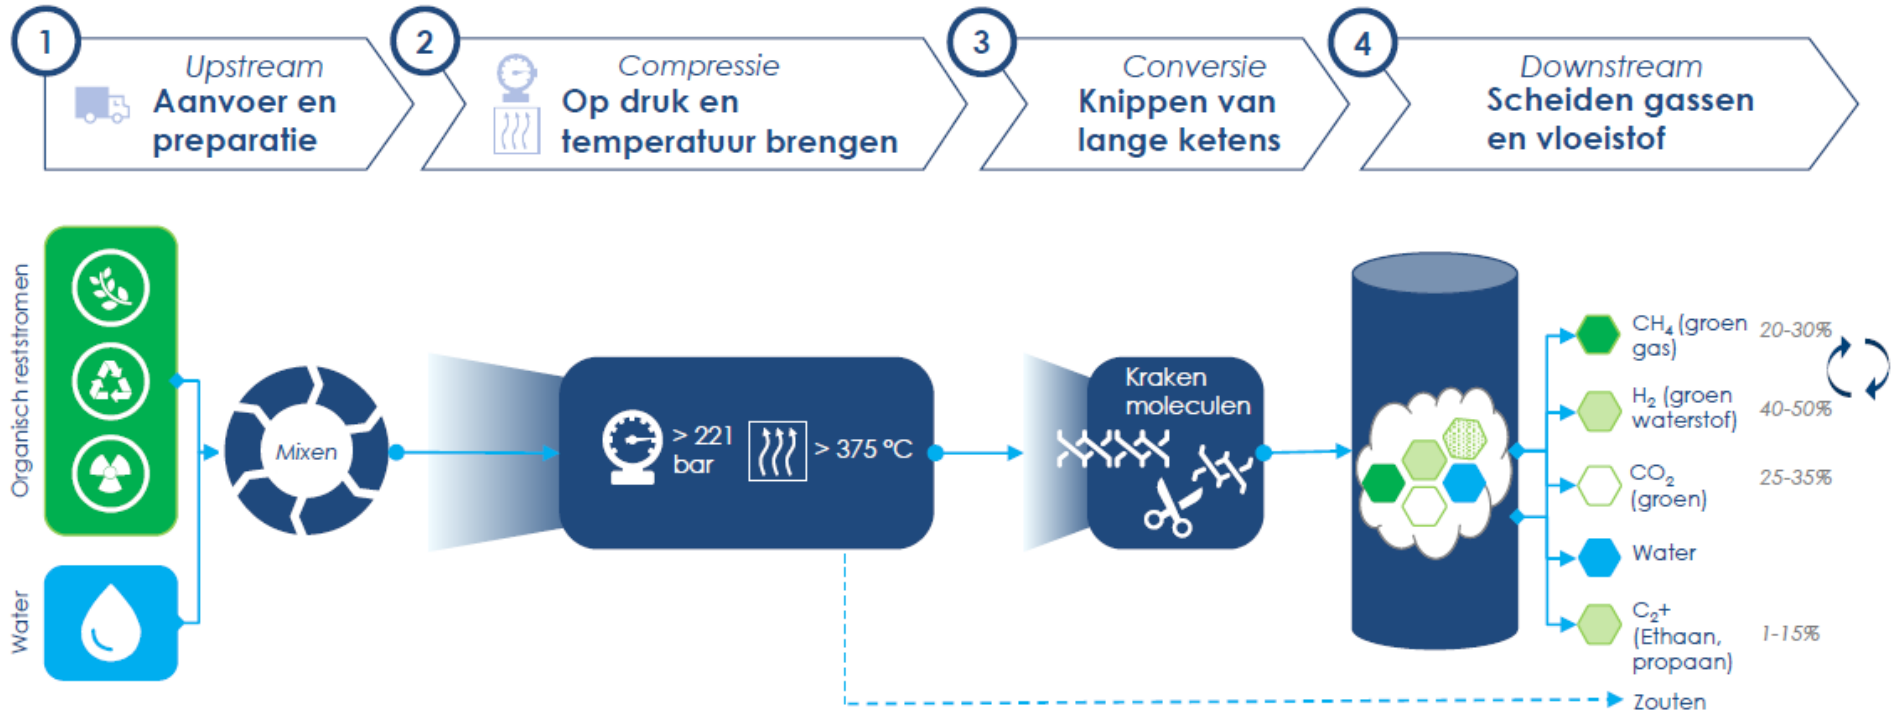 1
Upstream
Aanvoer en
preparatie
2
Compressie
Op druk en
temperatuur brengen
3
Conversie
Knippen van
lange ketens
4
Downstream
Scheiden gassen
en vloeistof
Organisch reststromen
Water
Mixen
> 221
bar
> 375 °C
Kraken
moleculen
CH₄ (groen
gas)
20-30%
H₂ (groen
waterstof)
40-50%
CO₂
(groen)
25-35%
Water
C₂+
(Ethaan,
propaan)
1-15%
Zouten